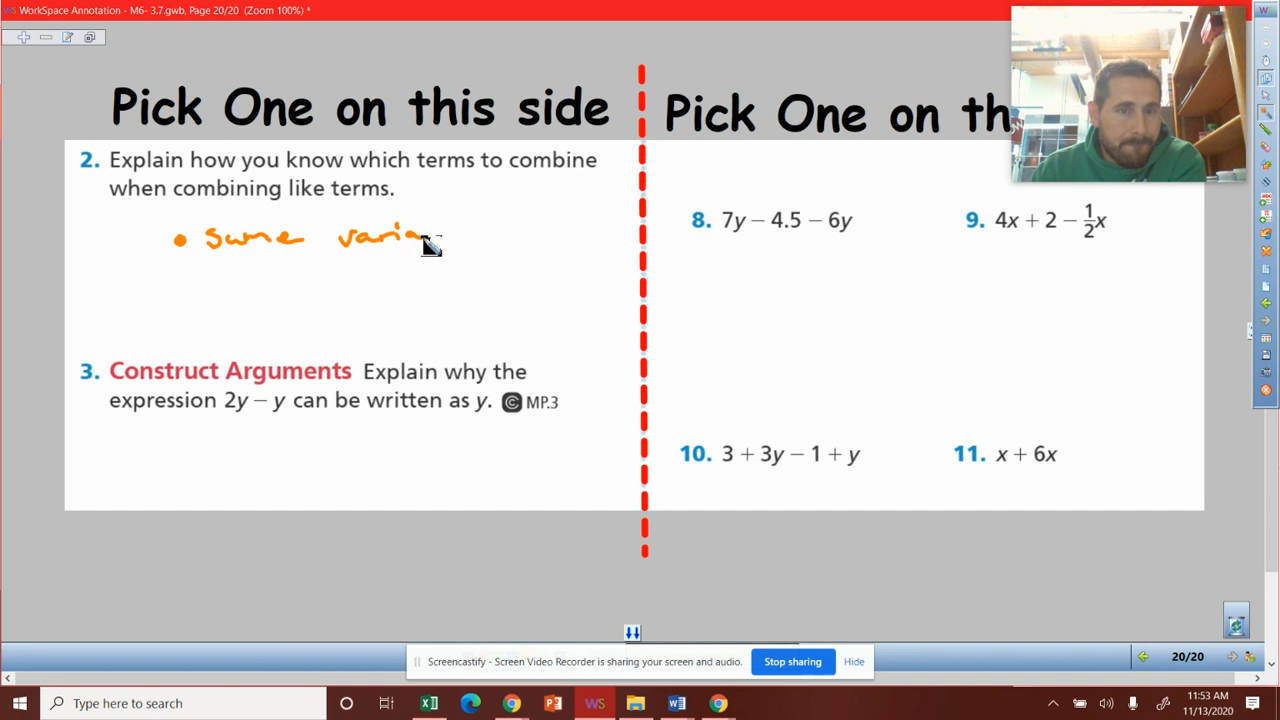 WorkSpace Annotation - M6- 3.7.gwb, Page 20/20 (Zoom 100%) *
Pick One on this side
Pick One on th
2. Explain how you know which terms to combine
when combining like terms.
• same varia
3. Construct Arguments Explain why the
expression 2y − y can be written as y. C MP.3
8. 7y − 4.5 − 6y
9. 4x + 2 − 1/2x
10. 3 + 3y − 1 + y
11. x + 6x
Screencastify - Screen Video Recorder is sharing your screen and audio. Stop sharing Hide
20/20
Type here to search
11:53 AM
11/13/2020